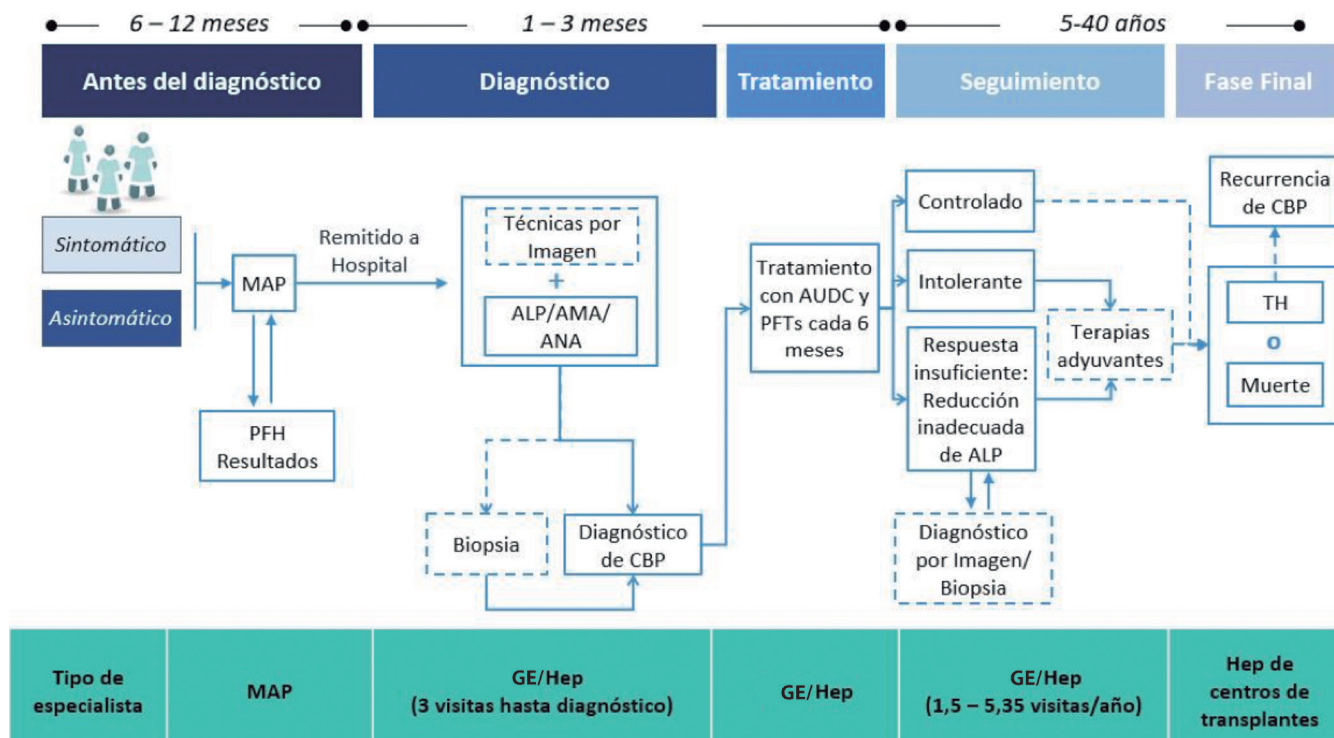 6 – 12 meses
1 – 3 meses
5-40 años
Antes del diagnóstico
Diagnóstico
Tratamiento
Seguimiento
Fase Final
Sintomático
Asintomático
MAP
Remitido a
Hospital
PFH
Resultados
Técnicas por
Imagen
+
ALP/AMA/
ANA
Biopsia
Diagnóstico
de CBP
Tratamiento
con AUDC y
PFTs cada 6
meses
Controlado
Intolerante
Respuesta
insuficiente:
Reducción
inadecuada
de ALP
Diagnóstico
por Imagen/
Biopsia
Terapias
adyuvantes
Recurrencia
de CBP
TH
o
Muerte
Tipo de
especialista
MAP
GE/Hep
(3 visitas hasta diagnóstico)
GE/Hep
GE/Hep
(1,5 – 5,35 visitas/año)
Hep de
centros de
transplantes